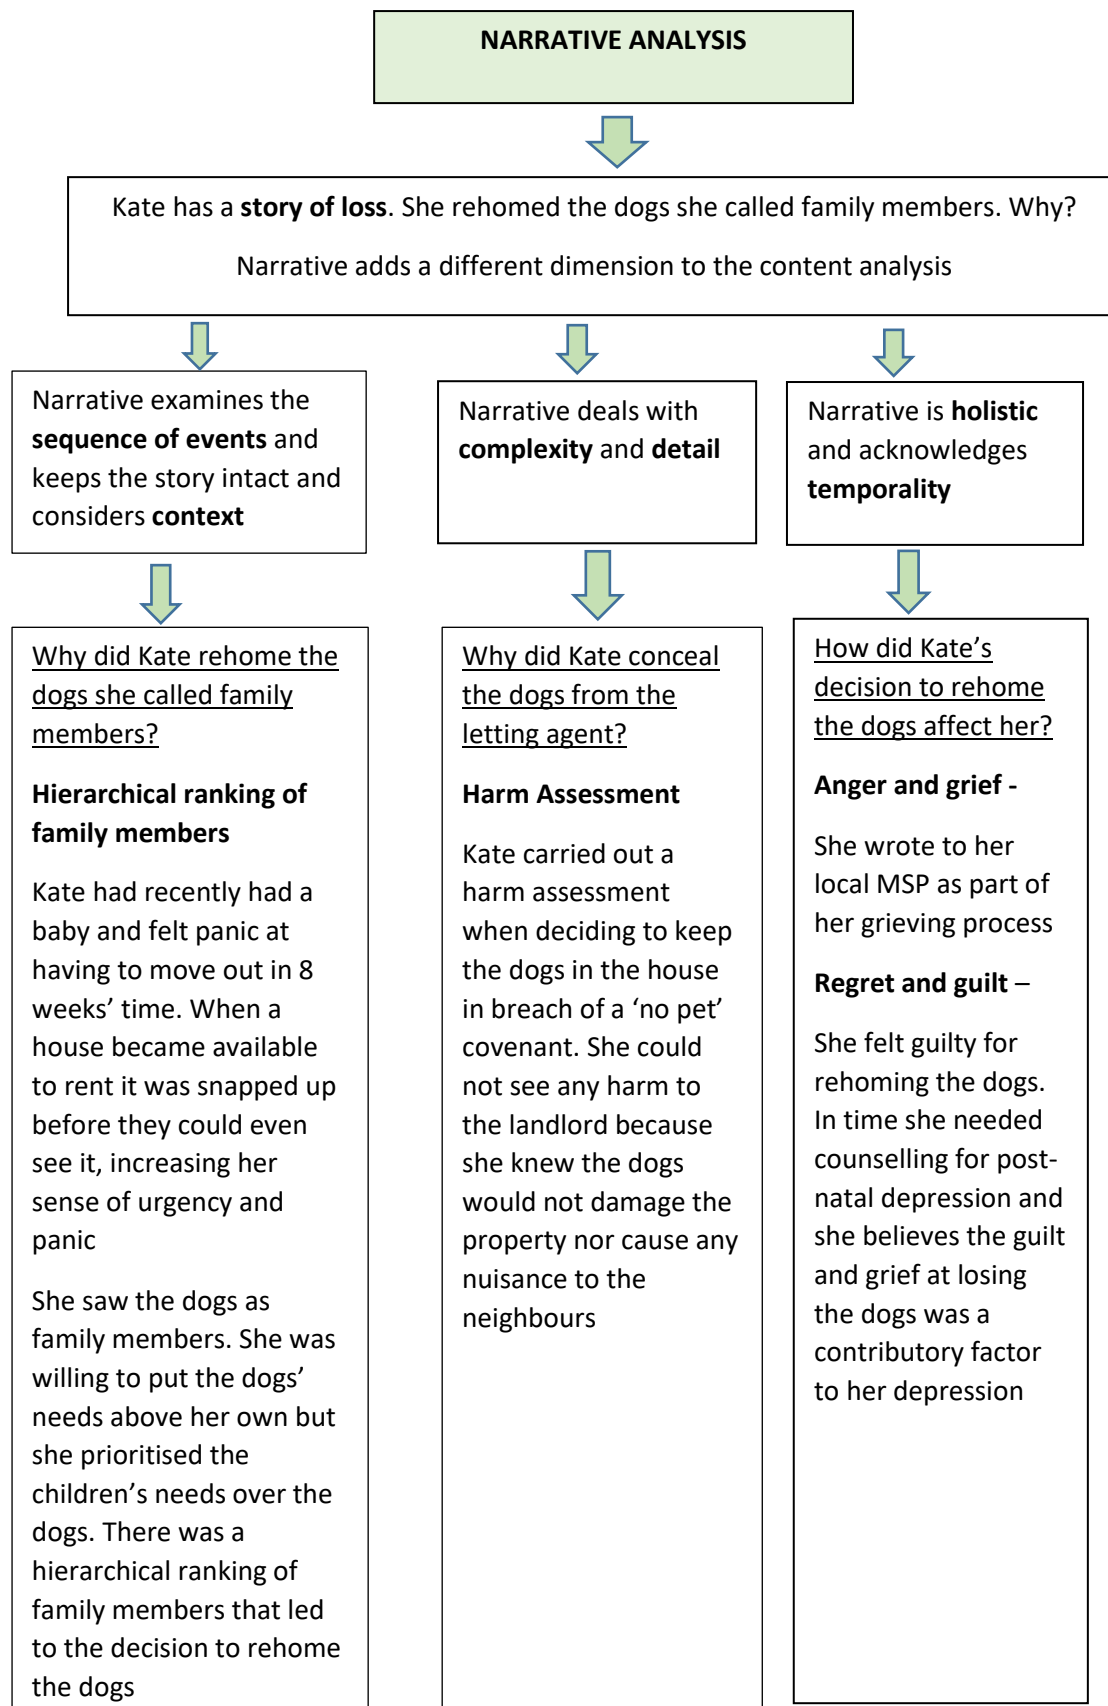 NARRATIVE ANALYSIS
Kate has a story of loss. She rehomed the dogs she called family members. Why?
Narrative adds a different dimension to the content analysis
Narrative examines the
sequence of events and
keeps the story intact and
considers context
Narrative deals with
complexity and detail
Narrative is holistic
and acknowledges
temporality
Why did Kate rehome the
dogs she called family
members?
Hierarchical ranking of
family members
Kate had recently had a
baby and felt panic at
having to move out in 8
weeks’ time. When a
house became available
to rent it was snapped up
before they could even
see it, increasing her
sense of urgency and
panic
She saw the dogs as
family members. She was
willing to put the dogs’
needs above her own but
she prioritised the
children’s needs over the
dogs. There was a
hierarchical ranking of
family members that led
to the decision to rehome
the dogs
Why did Kate conceal
the dogs from the
letting agent?
Harm Assessment
Kate carried out a
harm assessment
when deciding to keep
the dogs in the house
in breach of a ‘no pet’
covenant. She could
not see any harm to
the landlord because
she knew the dogs
would not damage the
property nor cause any
nuisance to the
neighbours
How did Kate’s
decision to rehome
the dogs affect her?
Anger and grief -
She wrote to her
local MSP as part of
her grieving process
Regret and guilt –
She felt guilty for
rehoming the dogs.
In time she needed
counselling for post-
natal depression and
she believes the guilt
and grief at losing
the dogs was a
contributory factor
to her depression